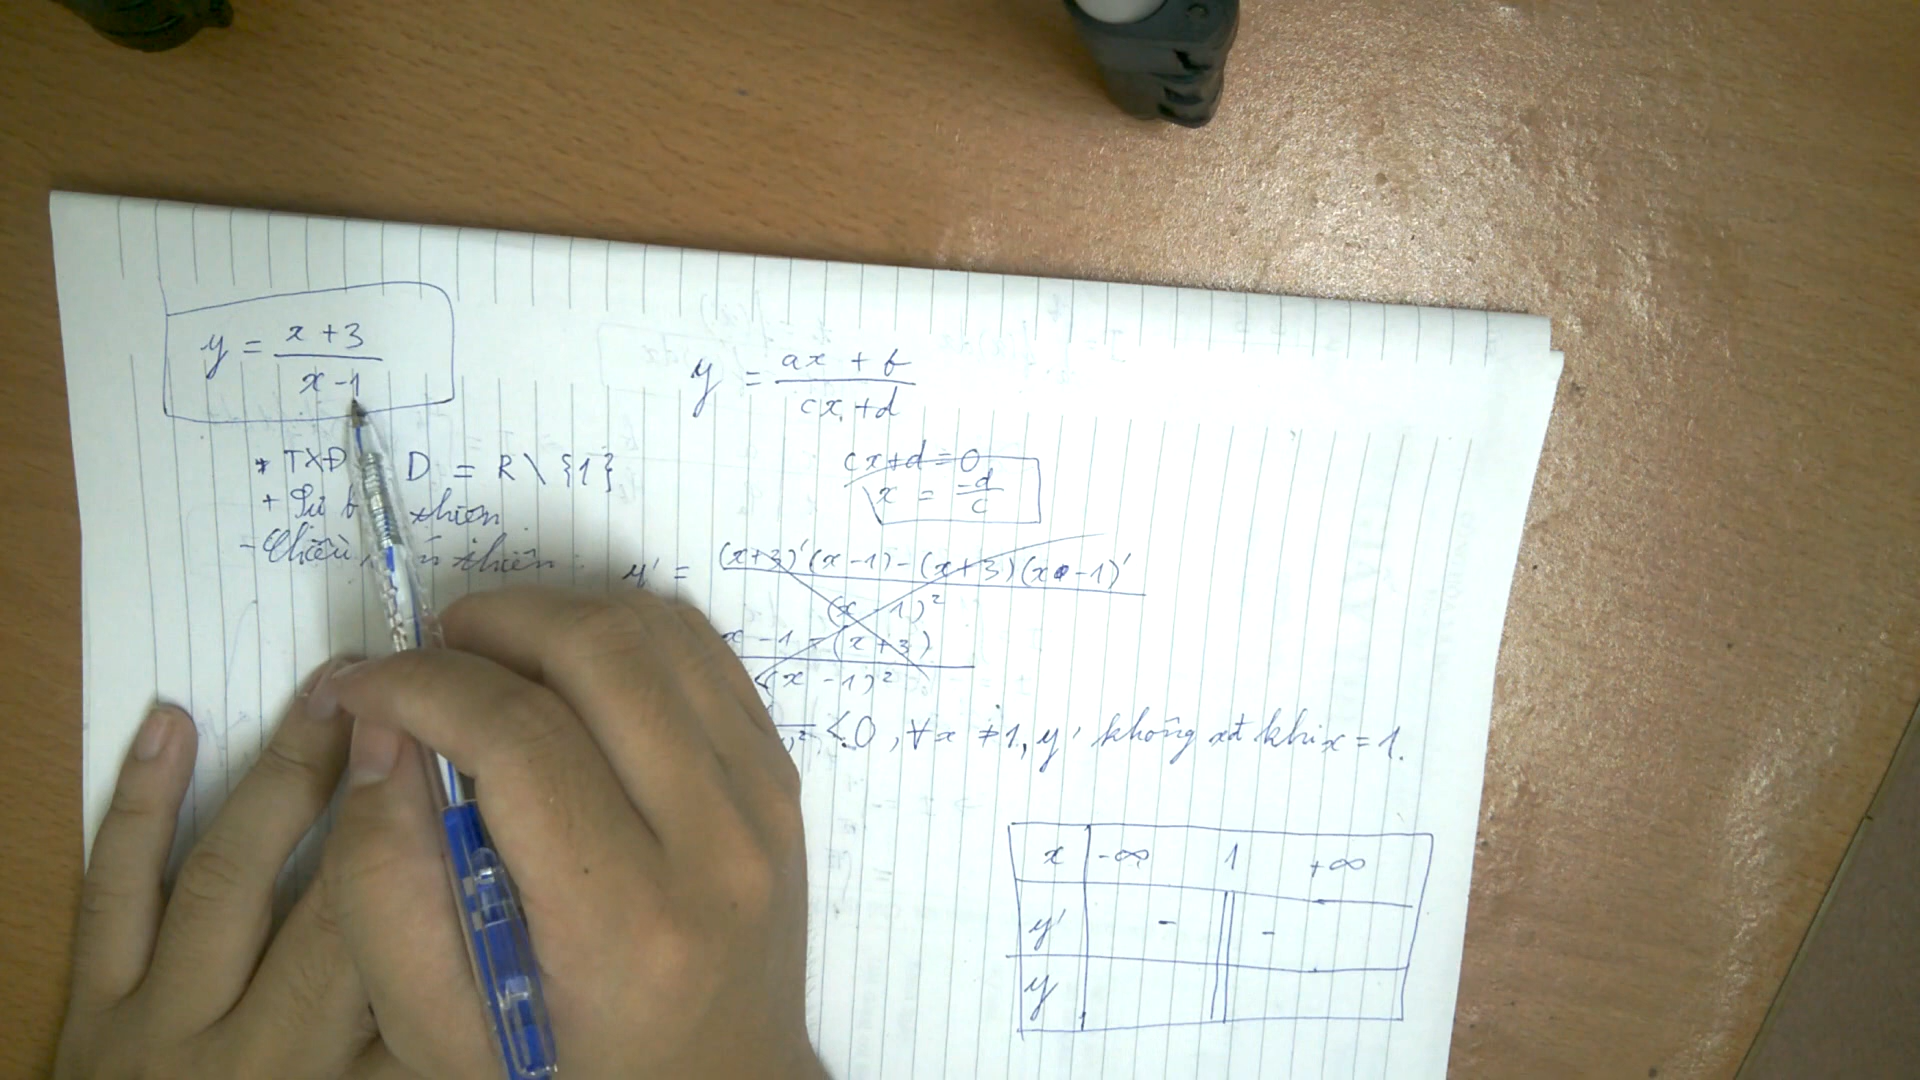 y = (x + 3)/(x - 1)
y = (ax + b)/(cx + d)
cx + d = 0
x = -d/c
* TXĐ D = R \ {1}
+ Sự thiên
- Chiều thiên :
y' = ((x+3)'(x-1) - (x+3)(x-1)')/(x-1)²
x - 1 - (x+3)
(x - 1)²
< 0, ∀x ≠ 1, y' không xđ khi x = 1.
x | -∞ 1 +∞
y' - || -
y ||